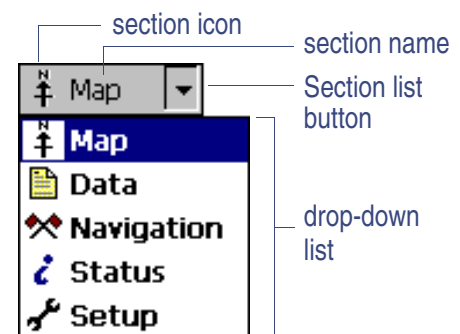 section icon
section name
N
Map
Section list
button
N
Map
Data
Navigation
i Status
Setup
drop-down
list